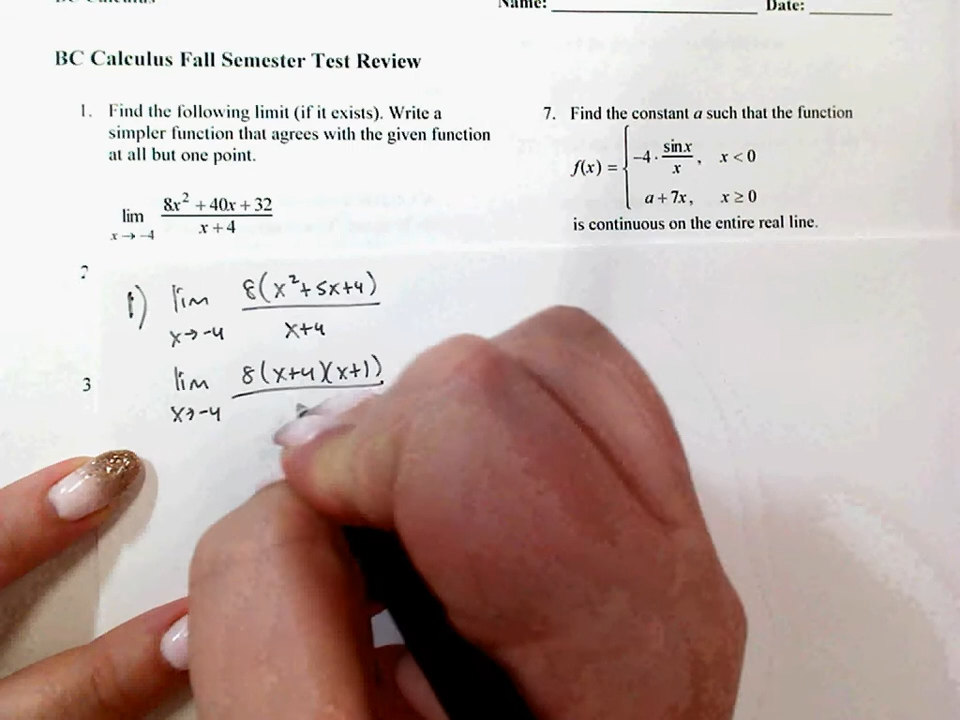 Name: ____________ Date: ________
BC Calculus Fall Semester Test Review
1. Find the following limit (if it exists). Write a
simpler function that agrees with the given function
at all but one point.
lim x→-4 (8x² + 40x + 32)/(x + 4)
2
1) lim x→-4 8(x²+5x+4)/(x+4)
3
lim x→-4 8(x+4)(x+1)
7. Find the constant a such that the function
f(x) = { -4 · sin x/x, x < 0
a + 7x, x ≥ 0
is continuous on the entire real line.